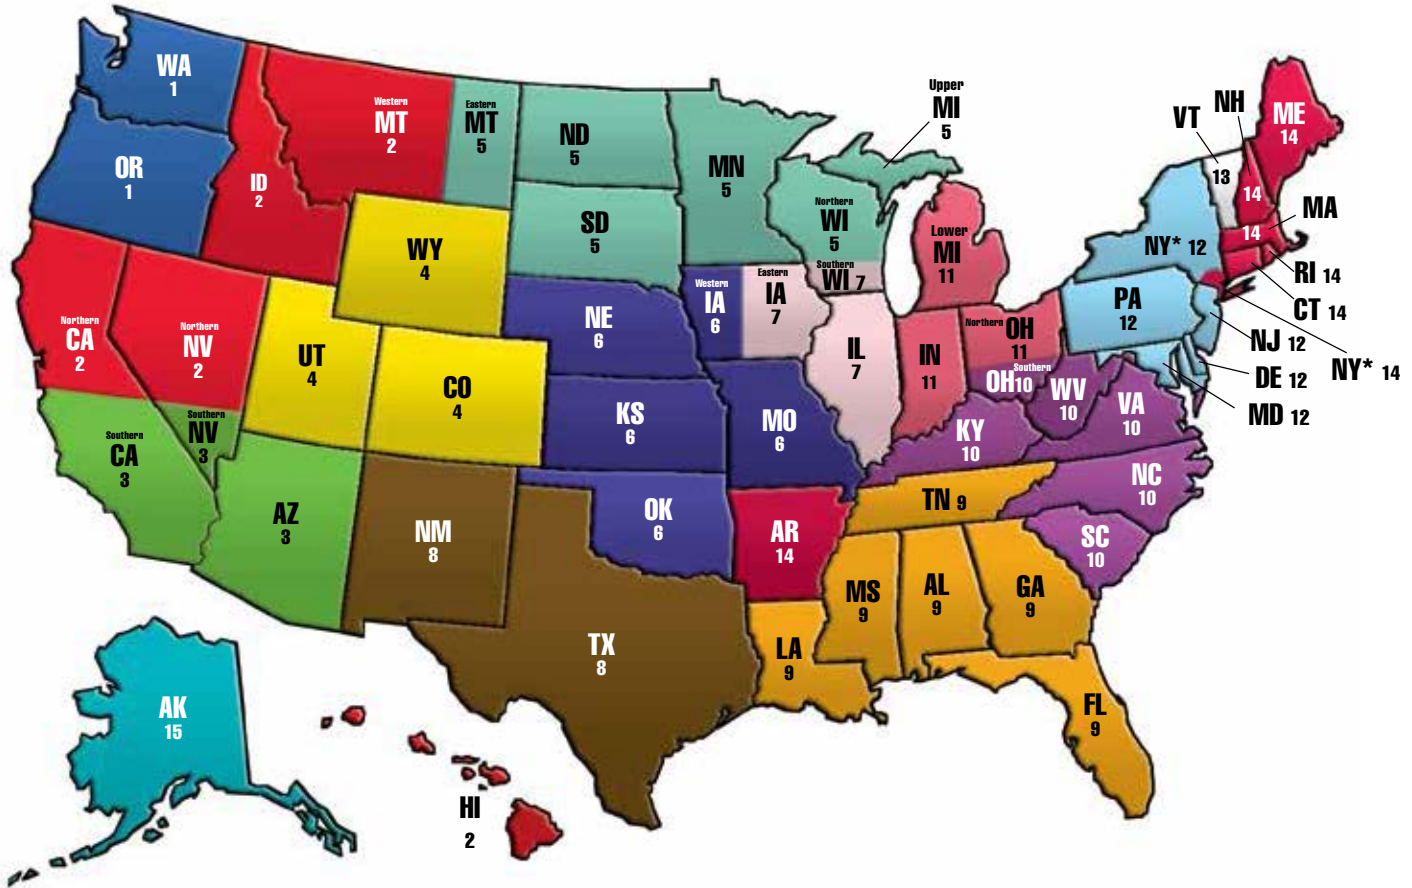 WA
1
OR
1
ID
2
Western
MT
2
Eastern
MT
5
ND
5
SD
5
MN
5
Upper
MI
5
Northern
WI
5
Southern
WI 7
Lower
MI
11
WY
4
Northern
CA
2
Northern
NV
2
Southern
NV
3
Southern
CA
3
UT
4
CO
4
AZ
3
NM
8
NE
6
KS
6
OK
6
TX
8
Western
IA
6
Eastern
IA
7
MO
6
IL
7
IN
11
Northern OH
11
Southern
OH 10
WV
10
VA
10
KY
10
NC
10
SC
10
TN 9
AR
14
MS
9
AL
9
GA
9
LA
9
FL
9
VT
13
NH
14
ME
14
MA
14
RI 14
CT 14
NY* 12
NY* 14
PA
12
NJ 12
DE 12
MD 12
AK
15
HI
2